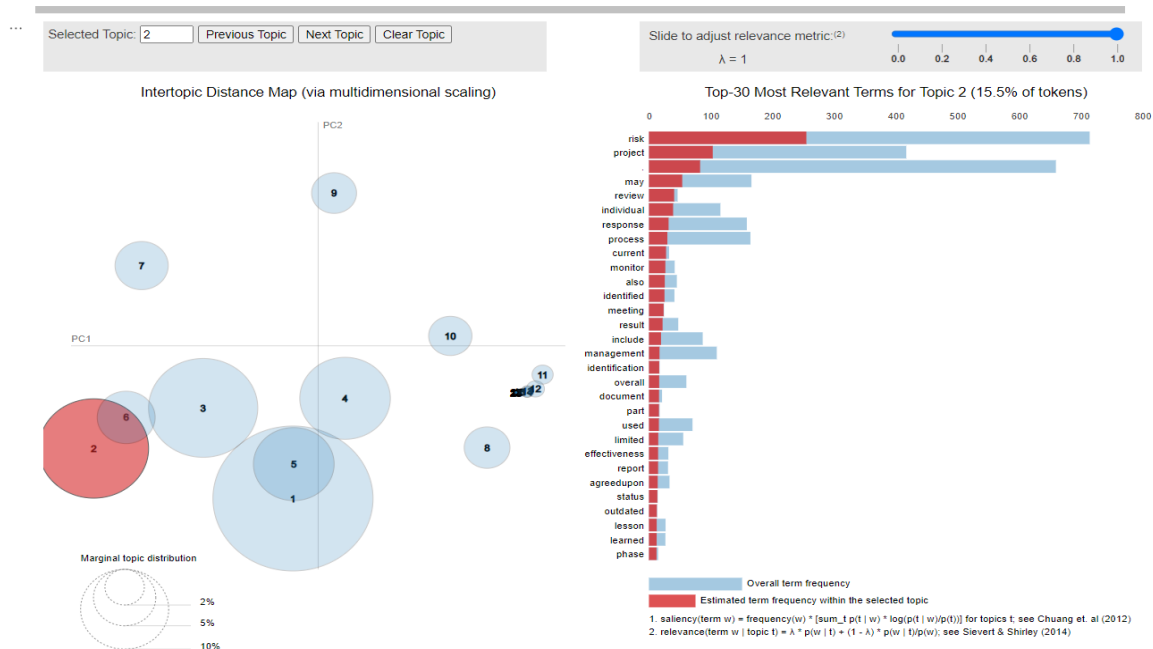 ...
Selected Topic: 2 Previous Topic Next Topic Clear Topic
Slide to adjust relevance metric:(2)
λ = 1
0.0 0.2 0.4 0.6 0.8 1.0
Intertopic Distance Map (via multidimensional scaling)
PC2
PC1
9
7
10
11
12
4
3
6
2
8
5
1
Marginal topic distribution
2%
5%
10%
Top-30 Most Relevant Terms for Topic 2 (15.5% of tokens)
0 100 200 300 400 500 600 700 800
risk
project
.
may
review
individual
response
process
current
monitor
also
identified
meeting
result
include
management
identification
overall
document
part
used
limited
effectiveness
report
agreedupon
status
outdated
lesson
learned
phase
Overall term frequency
Estimated term frequency within the selected topic
1. saliency(term w) = frequency(w) * [sum_t p(t | w) * log(p(t | w)/p(t))] for topics t; see Chuang et. al (2012)
2. relevance(term w | topic t) = λ * p(w | t) + (1 - λ) * p(w | t)/p(w); see Sievert & Shirley (2014)